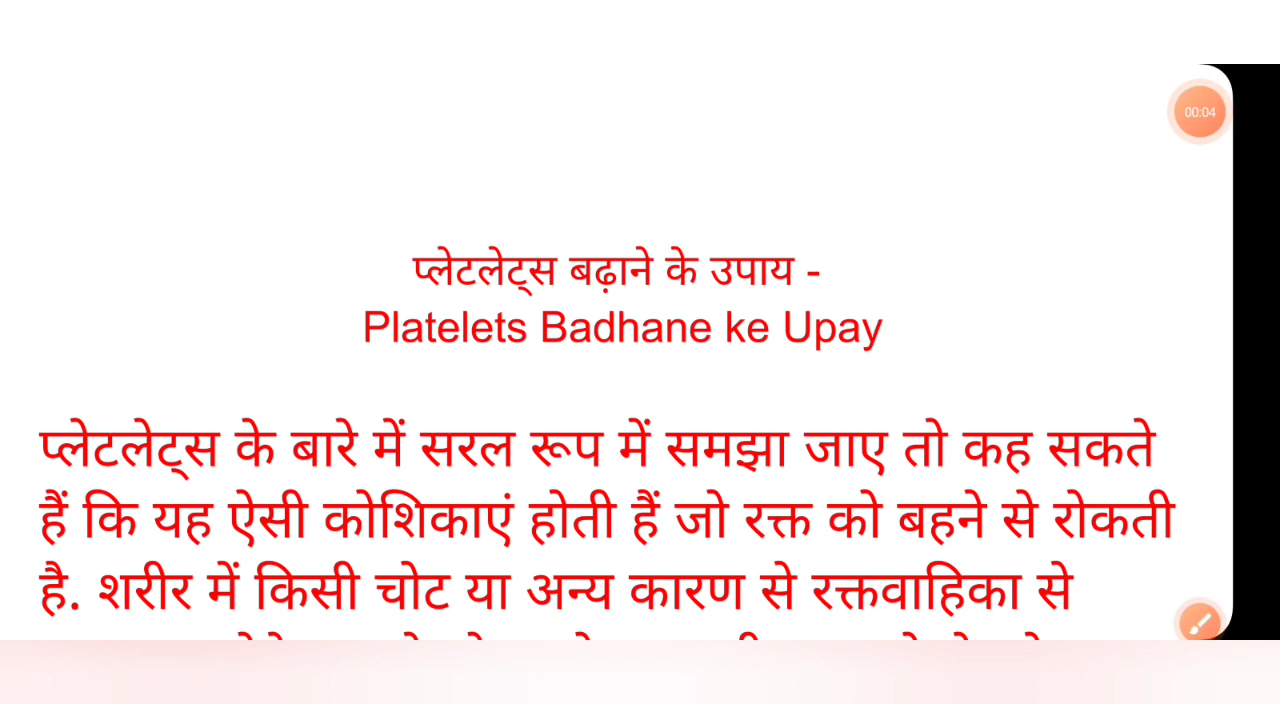 00:04
प्लेटलेट्स बढ़ाने के उपाय -
Platelets Badhane ke Upay
प्लेटलेट्स के बारे में सरल रूप में समझा जाए तो कह सकते
हैं कि यह ऐसी कोशिकाएं होती हैं जो रक्त को बहने से रोकती
है. शरीर में किसी चोट या अन्य कारण से रक्तवाहिका से